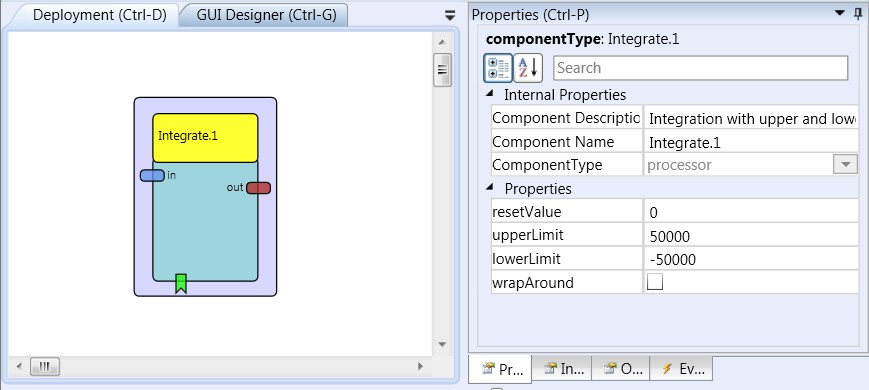 Deployment (Ctrl-D)
GUI Designer (Ctrl-G)
Integrate.1
in
out
Properties (Ctrl-P)
componentType: Integrate.1
A
Z
Search
Internal Properties
Component Descriptio Integration with upper and low
Component Name Integrate.1
ComponentType processor
Properties
resetValue 0
upperLimit 50000
lowerLimit -50000
wrapAround
Pr... In... O... Ev...